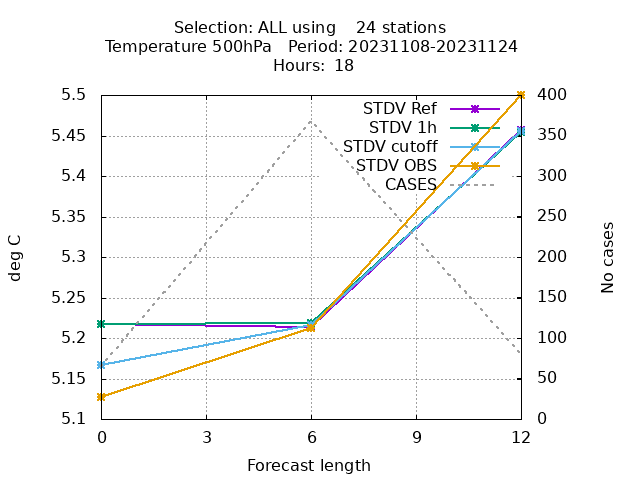 Selection: ALL using    24 stations
Temperature 500hPa   Period: 20231108-20231124
Hours:  18
5.5
5.45
5.4
5.35
5.3
5.25
5.2
5.15
5.1
400
350
300
250
200
150
100
50
0
STDV Ref
STDV 1h
STDV cutoff
STDV OBS
CASES
deg C
No cases
0 3 6 9 12
Forecast length